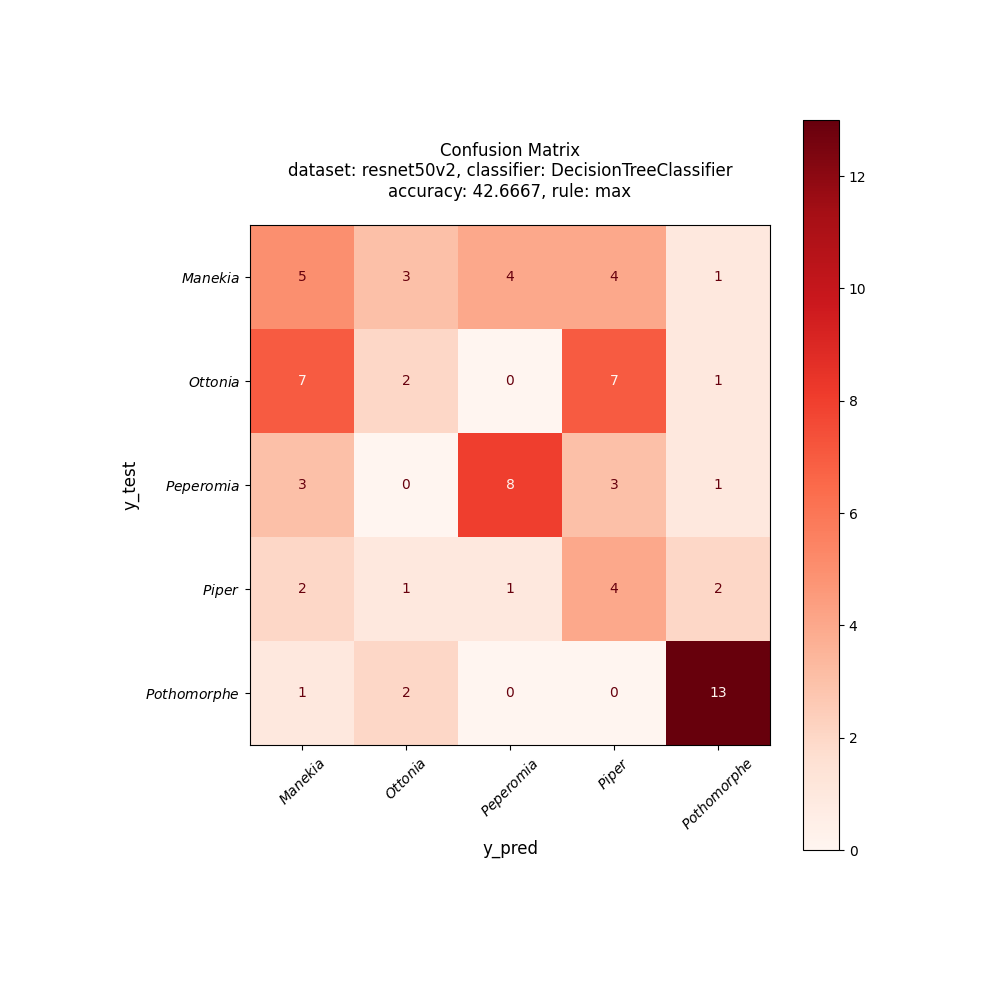 Confusion Matrix
dataset: resnet50v2, classifier: DecisionTreeClassifier
accuracy: 42.6667, rule: max
y_test
Manekia 5 3 4 4 1
Ottonia 7 2 0 7 1
Peperomia 3 0 8 3 1
Piper 2 1 1 4 2
Pothomorphe 1 2 0 0 13
Manekia Ottonia Peperomia Piper Pothomorphe
y_pred
12
10
8
6
4
2
0